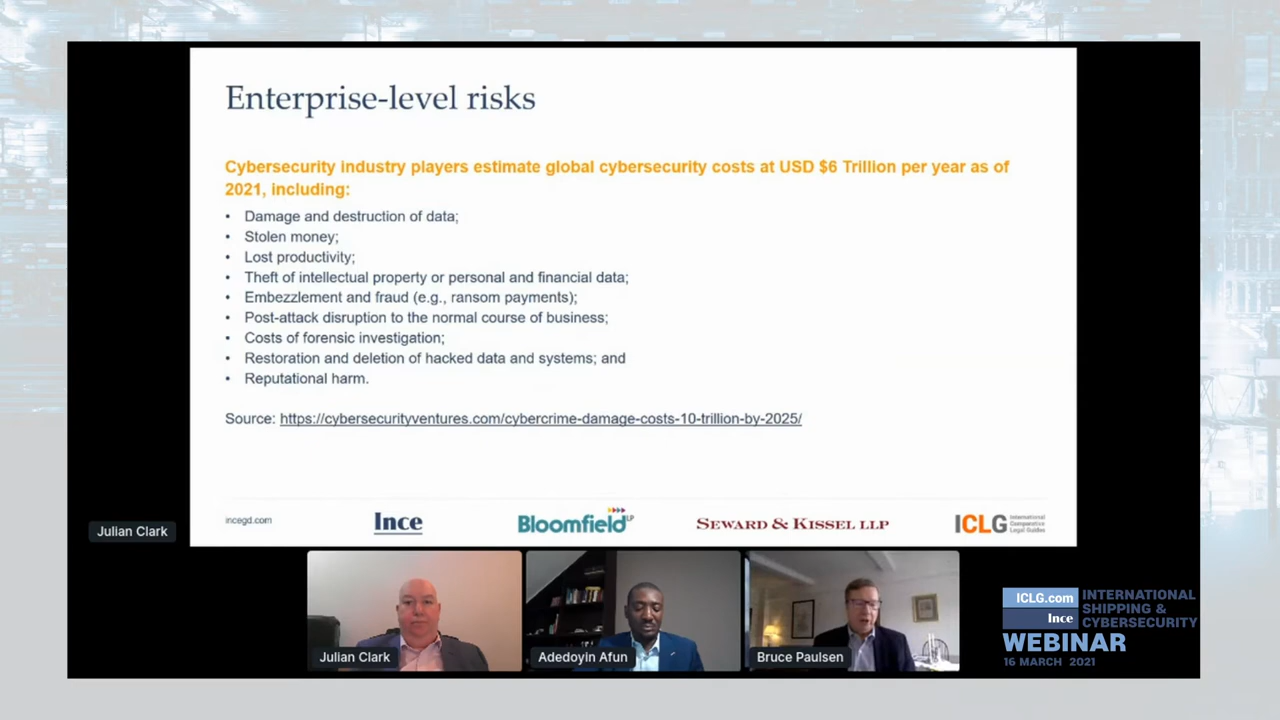 Enterprise-level risks
Cybersecurity industry players estimate global cybersecurity costs at USD $6 Trillion per year as of
2021, including:
• Damage and destruction of data;
• Stolen money;
• Lost productivity;
• Theft of intellectual property or personal and financial data;
• Embezzlement and fraud (e.g., ransom payments);
• Post-attack disruption to the normal course of business;
• Costs of forensic investigation;
• Restoration and deletion of hacked data and systems; and
• Reputational harm.
Source: https://cybersecurityventures.com/cybercrime-damage-costs-10-trillion-by-2025/
incegd.com
Ince
Bloomfield LP
SEWARD & KISSEL LLP
ICLG International
Comparative
Legal Guides
Julian Clark
Julian Clark
Adedoyin Afun
Bruce Paulsen
ICLG.com
Ince
INTERNATIONAL
SHIPPING &
CYBERSECURITY
WEBINAR
16 MARCH 2021